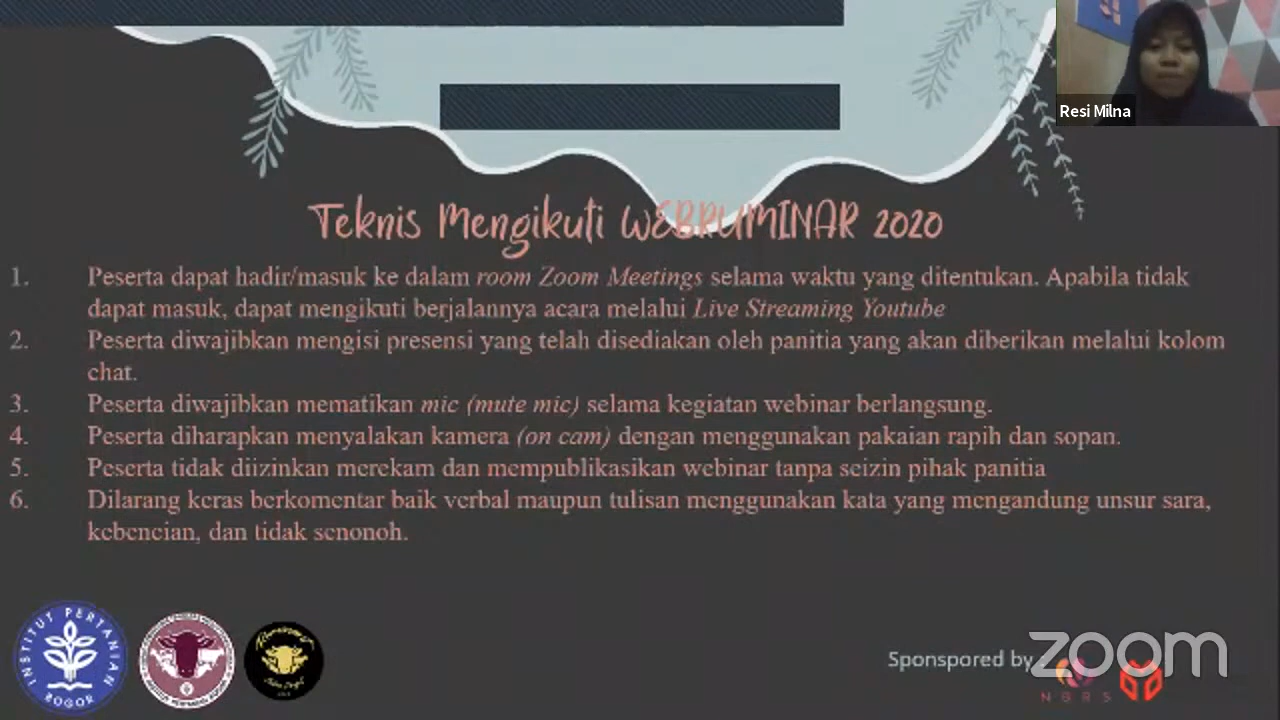 Resi Milna
Teknis Mengikuti WEBRUMINAR 2020
1. Peserta dapat hadir/masuk ke dalam room Zoom Meetings selama waktu yang ditentukan. Apabila tidak
dapat masuk, dapat mengikuti berjalannya acara melalui Live Streaming Youtube
2. Peserta diwajibkan mengisi presensi yang telah disediakan oleh panitia yang akan diberikan melalui kolom
chat.
3. Peserta diwajibkan mematikan mic (mute mic) selama kegiatan webinar berlangsung.
4. Peserta diharapkan menyalakan kamera (on cam) dengan menggunakan pakaian rapih dan sopan.
5. Peserta tidak diizinkan merekam dan mempublikasikan webinar tanpa seizin pihak panitia
6. Dilarang keras berkomentar baik verbal maupun tulisan menggunakan kata yang mengandung unsur sara,
kebencian, dan tidak senonoh.
INSTITUT PERTANIAN
BOGOR
Sponspored by :
zoom
NBRS